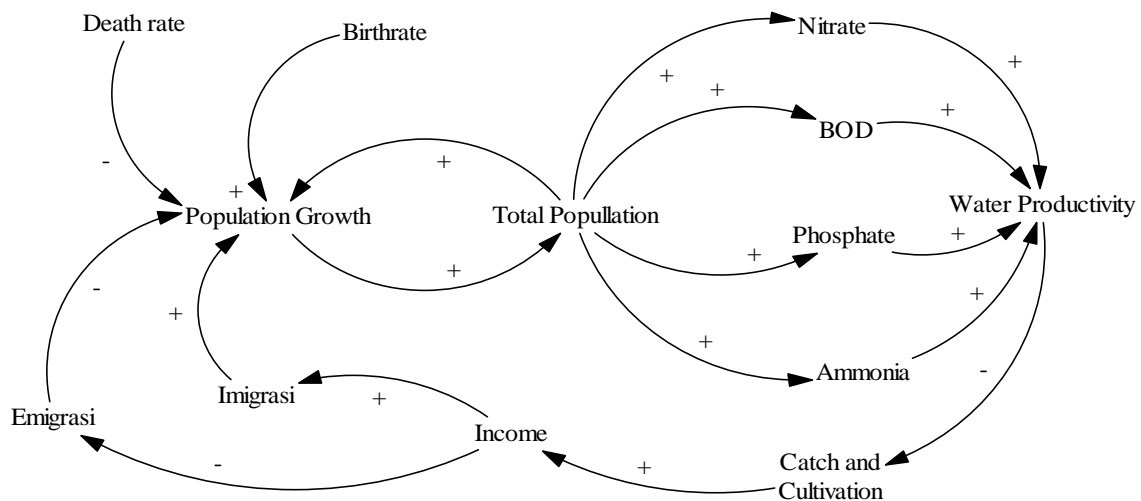 Death rate
Birthrate
Nitrate
+
+
-
+
+
+
BOD
+
+
Population Growth
Total Popullation
Water Productivity
Phosphate
+
+
+
-
+
+
+
Ammonia
-
Imigrasi
+
Emigrasi
Income
-
+
Catch and
Cultivation